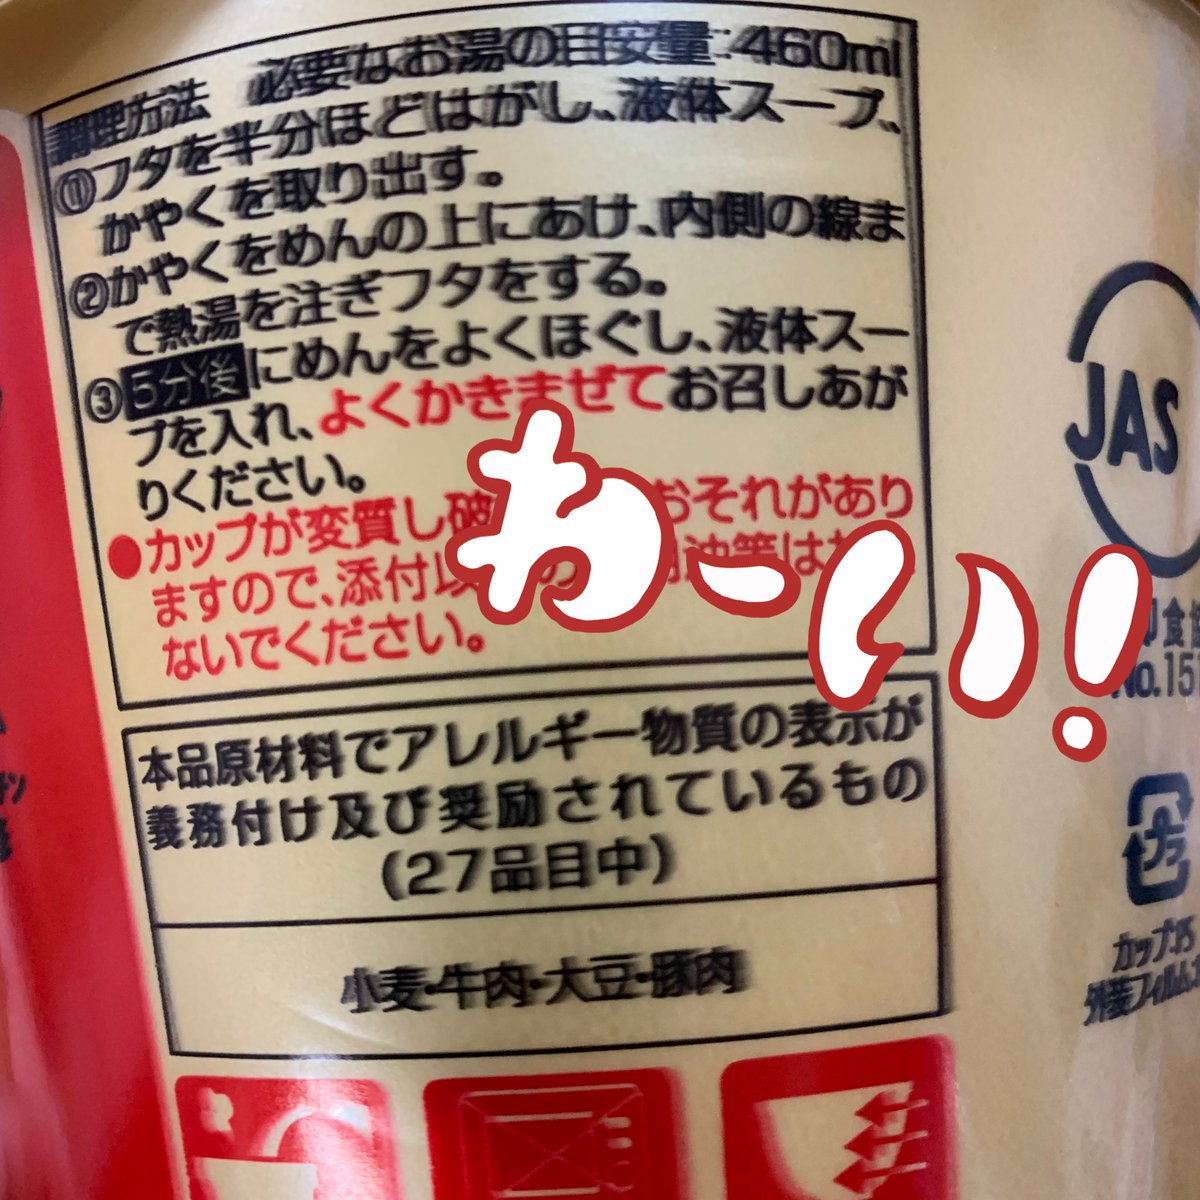 調理方法　必要なお湯の目安量:460ml
①フタを半分ほどはがし、液体スープ、
かやくを取り出す。
②かやくをめんの上にあけ、内側の線ま
で熱湯を注ぎフタをする。
③5分後にめんをよくほぐし、液体スー
プを入れ、よくかきまぜてお召しあが
りください。
●カップが変質し破 おそれがあり
ますので、添付以 の 油等は
ないでください。
わーい!
本品原材料でアレルギー物質の表示が
義務付け及び奨励されているもの
(27品目中)
小麦・牛肉・大豆・豚肉
JAS
No.151
プラ
カップ:
外装フィルム